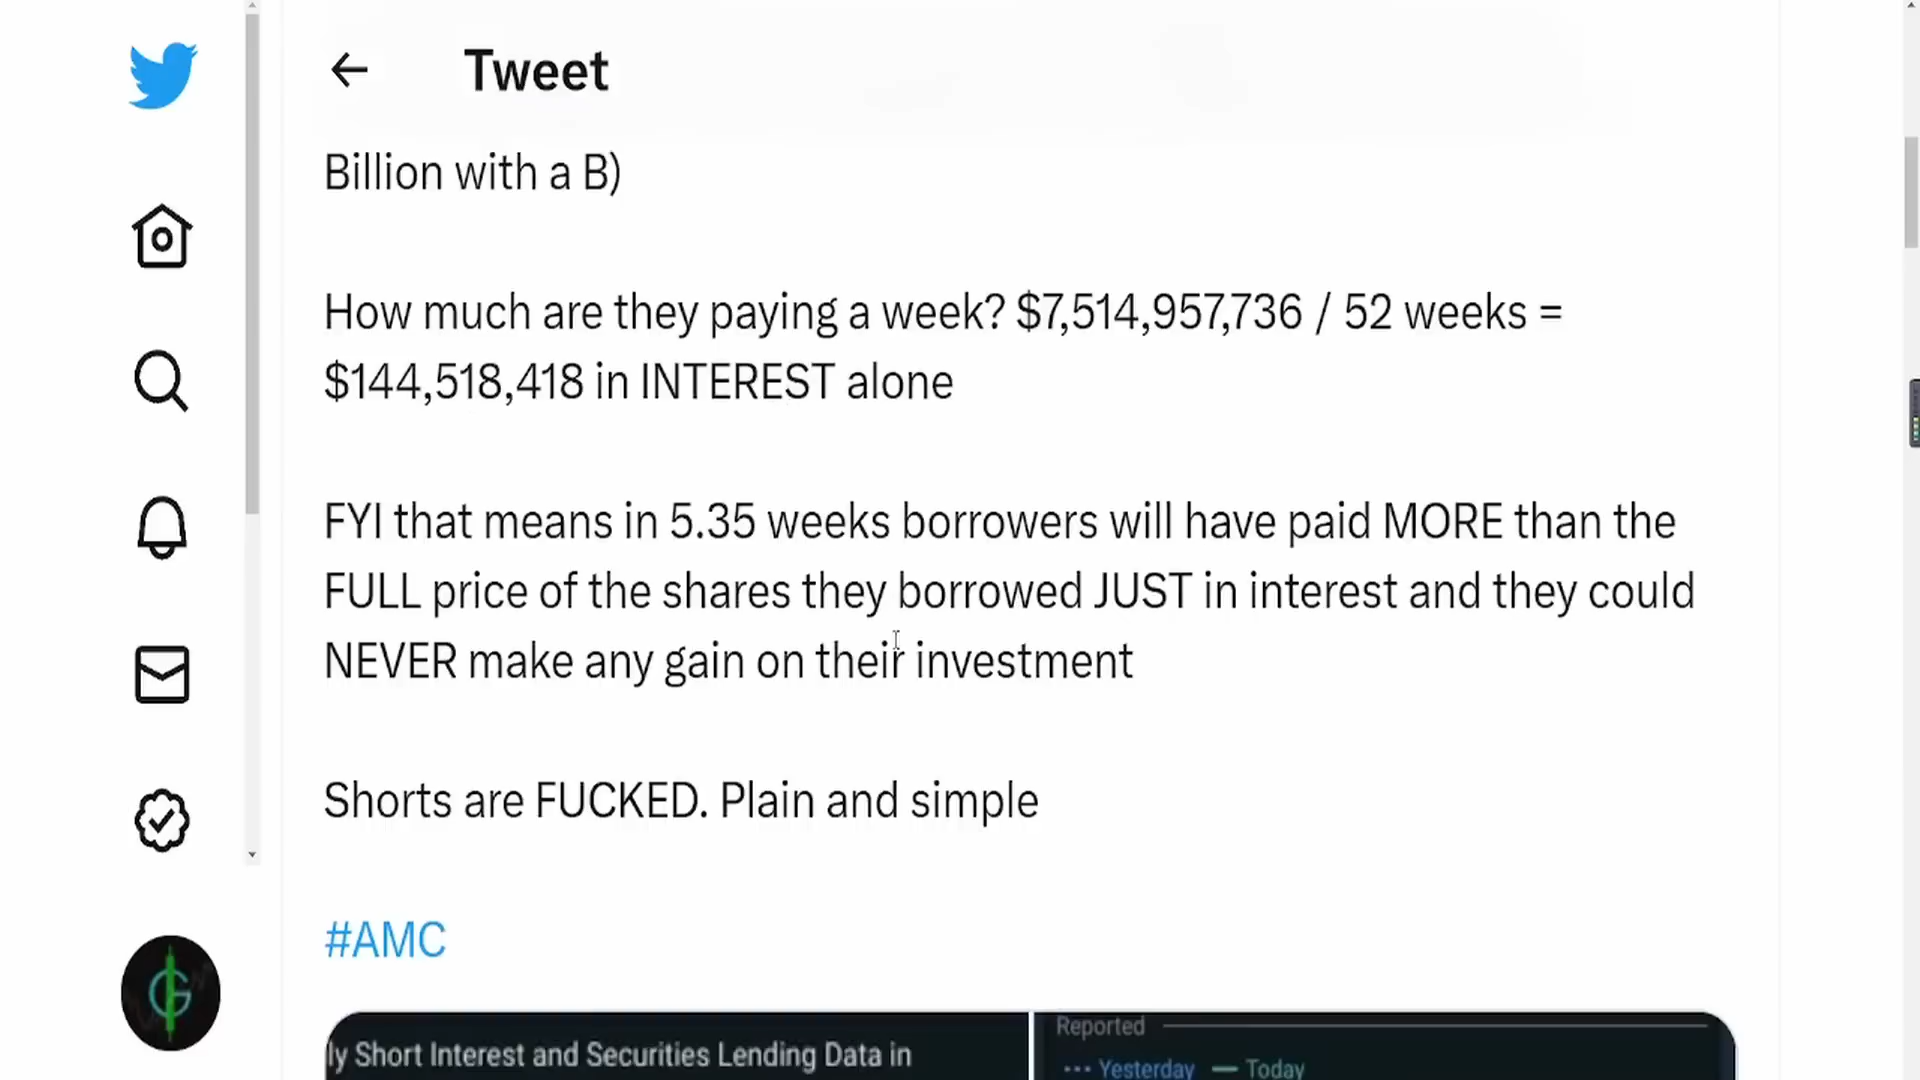 Tweet
Billion with a B)
How much are they paying a week? $7,514,957,736 / 52 weeks =
$144,518,418 in INTEREST alone
FYI that means in 5.35 weeks borrowers will have paid MORE than the
FULL price of the shares they borrowed JUST in interest and they could
NEVER make any gain on their investment
Shorts are FUCKED. Plain and simple
#AMC
ly Short Interest and Securities Lending Data in
Reported
Yesterday Today